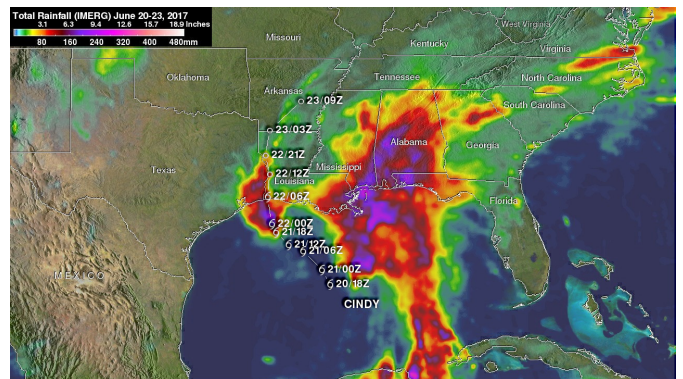 Total Rainfall (IMERG) June 20-23, 2017
3.1 6.3 9.4 12.6 15.7 18.9 Inches
80 160 240 320 400 480mm
West Virginia
Missouri
Kentucky
Virginia
Oklahoma
Tennessee
North Carolina
Arkansas
23/09Z
South Carolina
23/03Z
Alabama
Georgia
22/21Z
Mississippi
Texas
22/12Z
Louisiana
22/06Z
Florida
22/00Z
21/18Z
21/12Z
21/06Z
MEXICO
21/00Z
20/18Z
CINDY